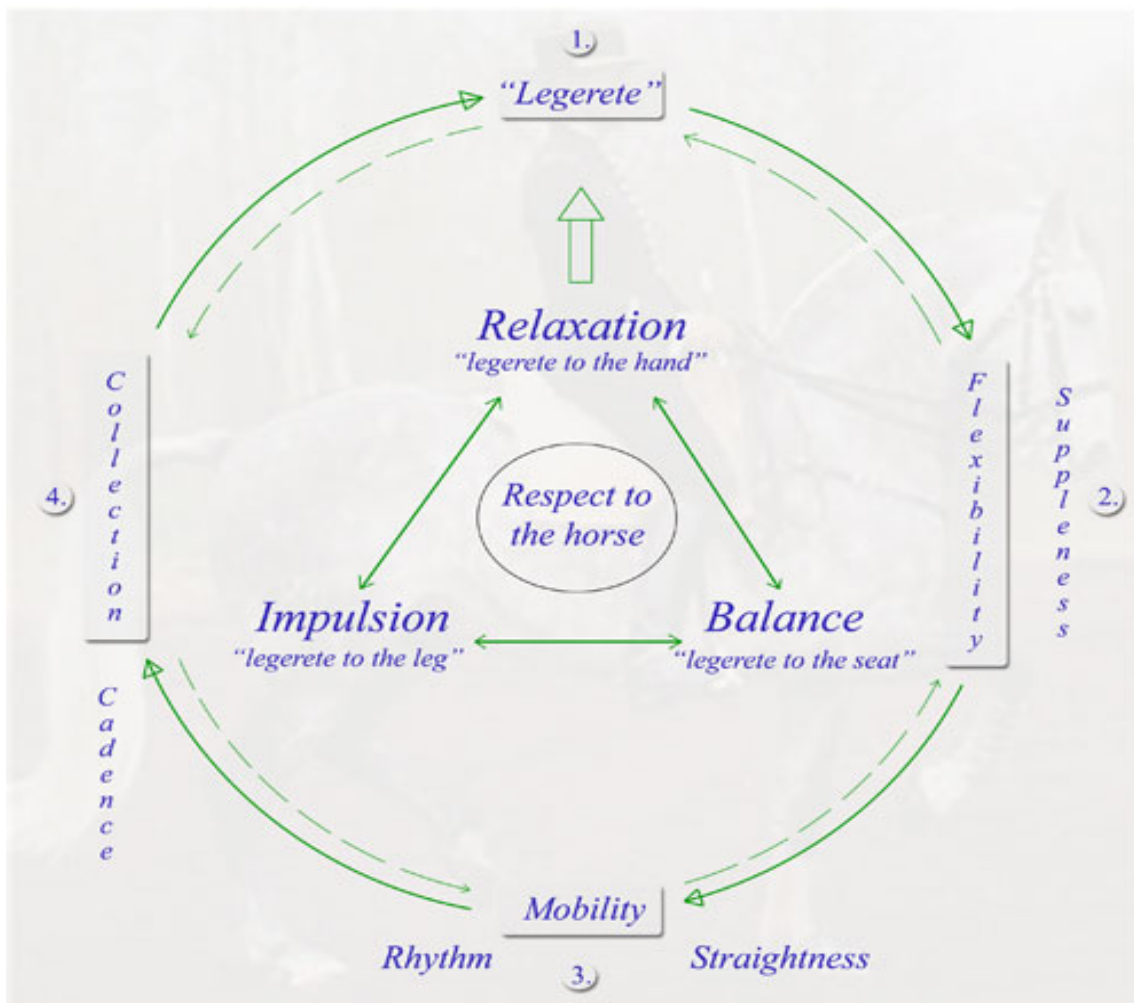 1.
“Legerete”
Relaxation
“legerete to the hand”
Collection
Flexibility
Suppleness
4.
Respect to
the horse
2.
Impulsion
“legerete to the leg”
Balance
“legerete to the seat”
Cadence
Mobility
Rhythm
Straightness
3.